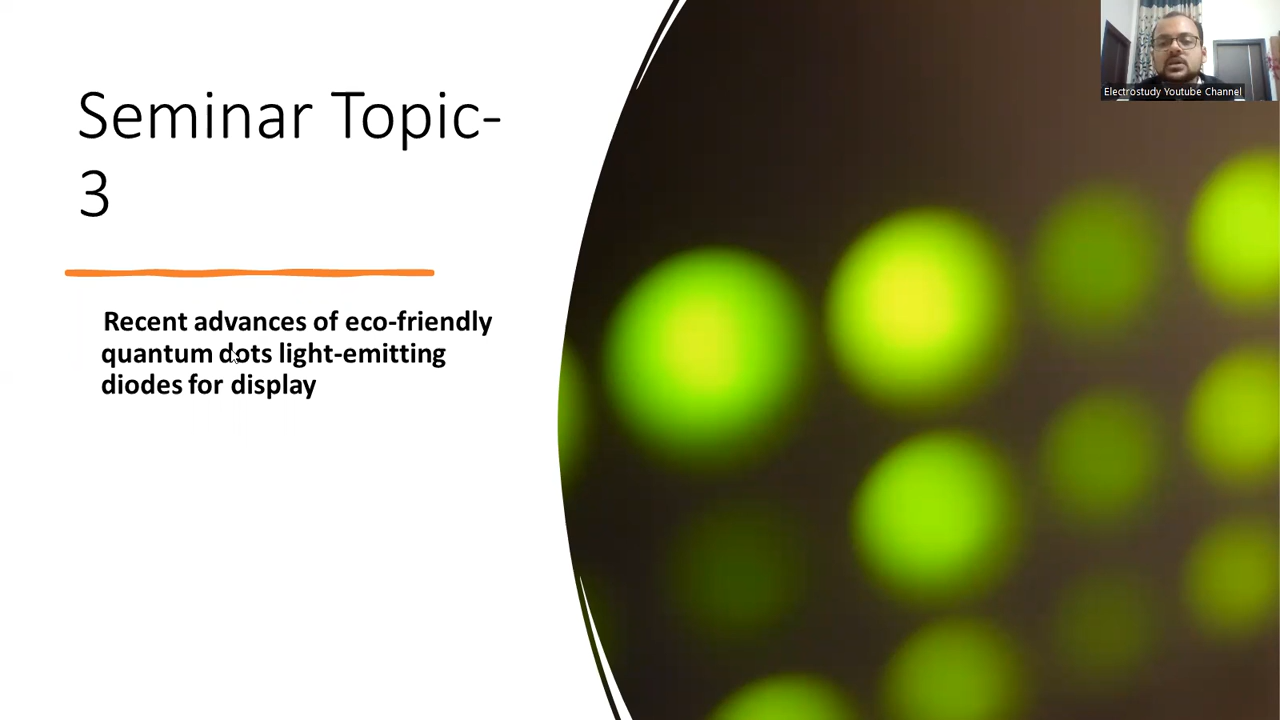 Seminar Topic-
3
Recent advances of eco-friendly
quantum dots light-emitting
diodes for display
Electrostudy Youtube Channel